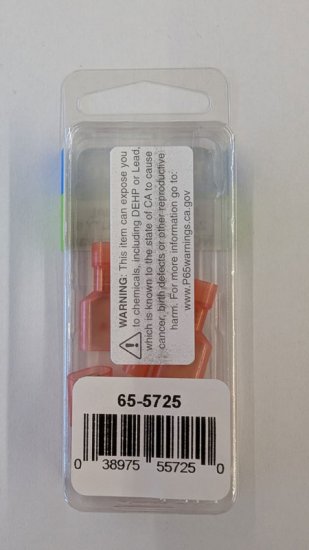 WARNING: This item can expose you
to chemicals, including DEHP or Lead,
which is known to the state of CA to cause
cancer, birth defects or other reproductive
harm. For more information go to:
www.P65warnings.ca.gov
65-5725
0 38975 55725 0